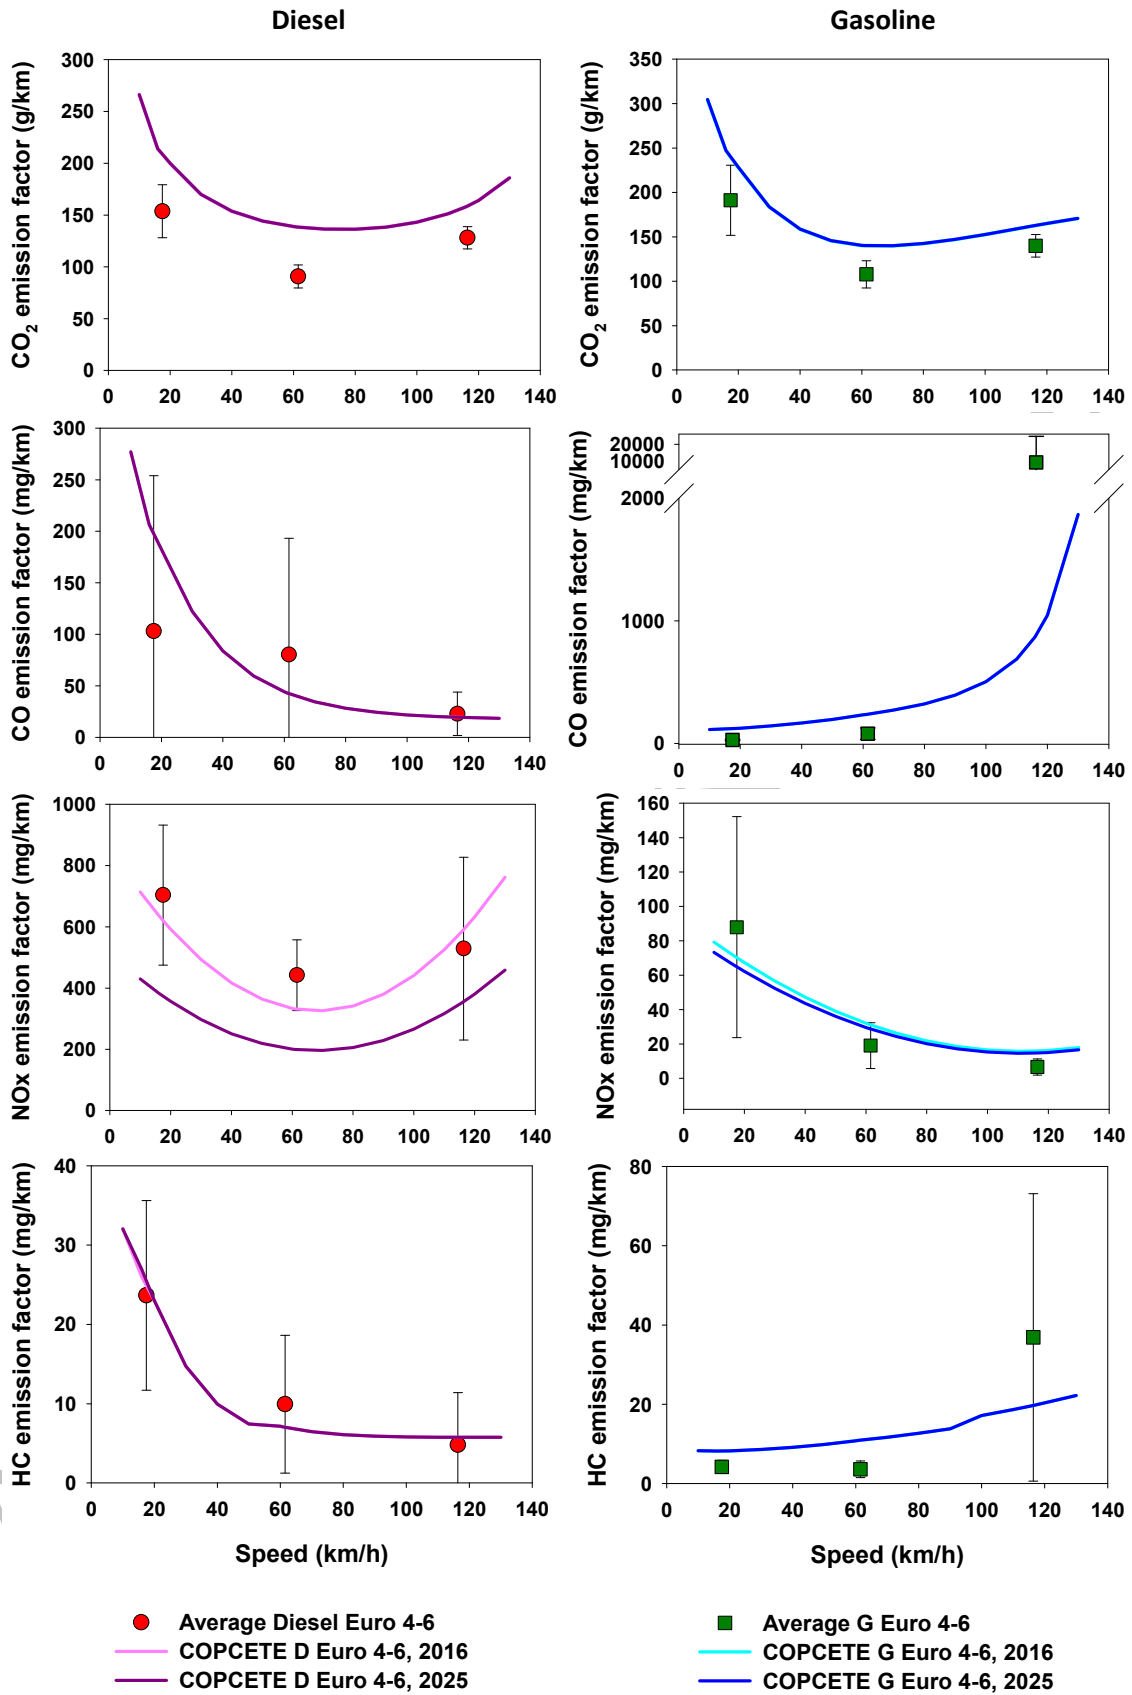 Diesel
Gasoline
CO2 emission factor (g/km)
300
250
200
150
100
50
0
0 20 40 60 80 100 120 140
CO2 emission factor (g/km)
350
300
250
200
150
100
50
0
0 20 40 60 80 100 120 140
CO emission factor (mg/km)
300
250
200
150
100
50
0
0 20 40 60 80 100 120 140
CO emission factor (mg/km)
20000
10000
2000
1000
0
0 20 40 60 80 100 120 140
NOx emission factor (mg/km)
1000
800
600
400
200
0
0 20 40 60 80 100 120 140
NOx emission factor (mg/km)
160
140
120
100
80
60
40
20
0
0 20 40 60 80 100 120 140
HC emission factor (mg/km)
40
30
20
10
0
0 20 40 60 80 100 120 140
Speed (km/h)
HC emission factor (mg/km)
80
60
40
20
0
0 20 40 60 80 100 120 140
Speed (km/h)
Average Diesel Euro 4-6
COPCETE D Euro 4-6, 2016
COPCETE D Euro 4-6, 2025
Average G Euro 4-6
COPCETE G Euro 4-6, 2016
COPCETE G Euro 4-6, 2025